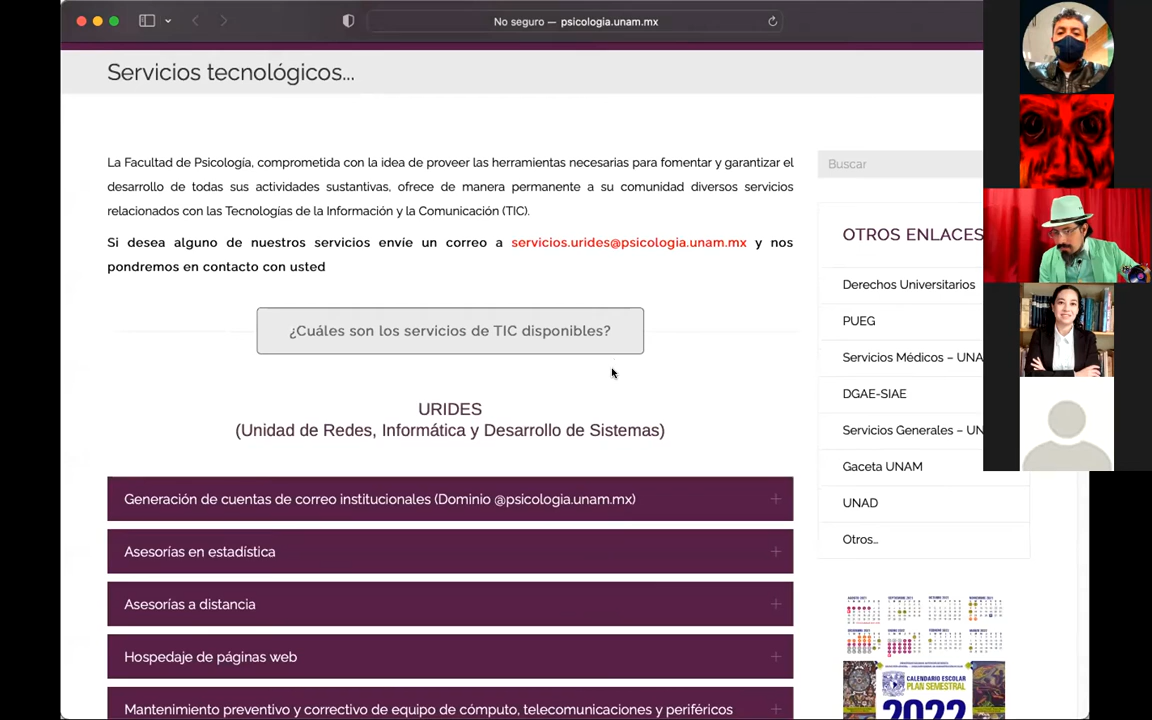 No seguro — psicologia.unam.mx
Servicios tecnológicos...
La Facultad de Psicología, comprometida con la idea de proveer las herramientas necesarias para fomentar y garantizar el
desarrollo de todas sus actividades sustantivas, ofrece de manera permanente a su comunidad diversos servicios
relacionados con las Tecnologías de la Información y la Comunicación (TIC).
Si desea alguno de nuestros servicios envíe un correo a servicios.urides@psicologia.unam.mx y nos
pondremos en contacto con usted
¿Cuáles son los servicios de TIC disponibles?
URIDES
(Unidad de Redes, Informática y Desarrollo de Sistemas)
Generación de cuentas de correo institucionales (Dominio @psicologia.unam.mx)
Asesorías en estadística
Asesorías a distancia
Hospedaje de páginas web
Mantenimiento preventivo y correctivo de equipo de cómputo, telecomunicaciones y periféricos
Buscar
OTROS ENLACES
Derechos Universitarios
PUEG
Servicios Médicos – UNA
DGAE-SIAE
Servicios Generales – UN
Gaceta UNAM
UNAD
Otros...
CALENDARIO ESCOLAR
PLAN SEMESTRAL
2022